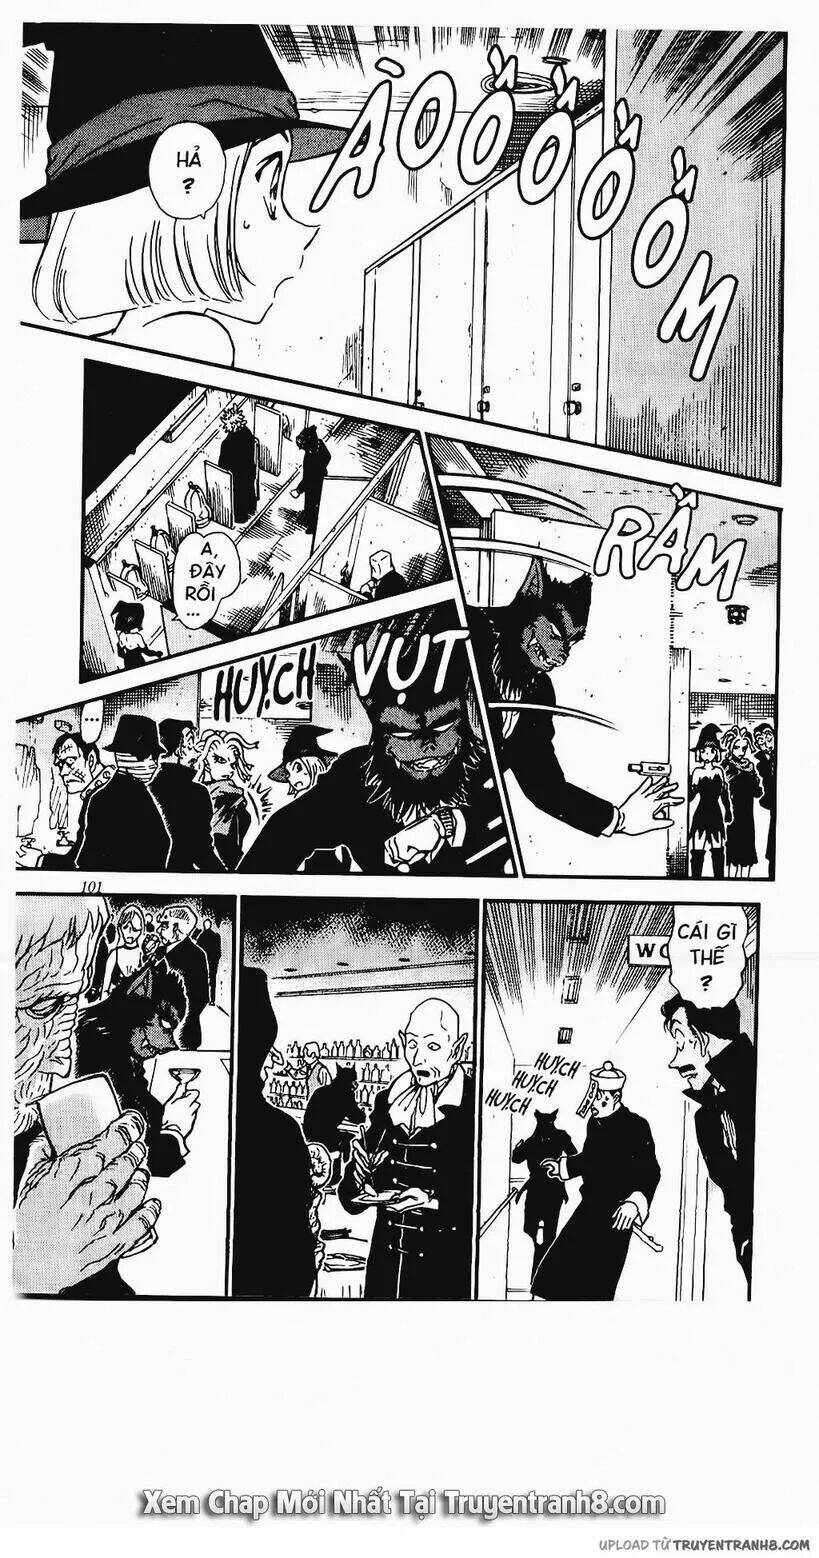 HẢ
?
ÀOỒỒỒỒM
RẦM
A,
ĐÂY
RỒI
...
VỤT
HUỴCH
...
101
CÁI GÌ
THẾ
?
WO
HUỴCH
HUỴCH
HUỴCH
Xem Chap Mới Nhất Tại Truyentranh8.com
UPLOAD TỪ TRUYENTRANH8.COM